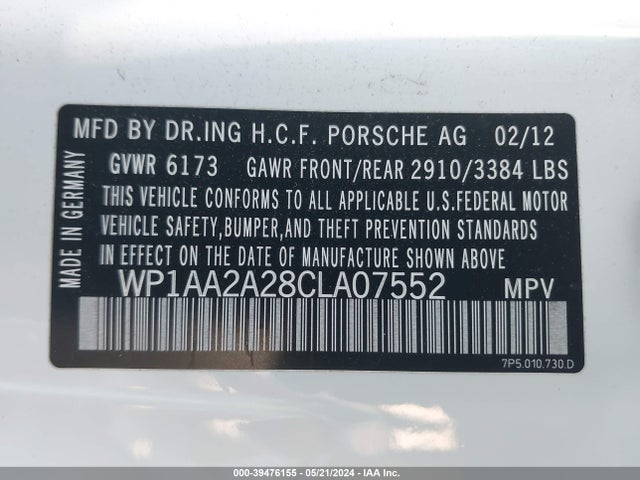 MFD BY DR.ING H.C.F. PORSCHE AG 02/12
GVWR 6173 GAWR FRONT/REAR 2910/3384 LBS
THIS VEHICLE CONFORMS TO ALL APPLICABLE U.S.FEDERAL MOTOR
VEHICLE SAFETY,BUMPER,AND THEFT PREVENTION STANDARDS
IN EFFECT ON THE DATE OF MANUFACTURE SHOWN ABOVE
WP1AA2A28CLA07552 MPV
MADE IN GERMANY
7P5.010.730.D
000-39476155 - 05/21/2024 - IAA Inc.